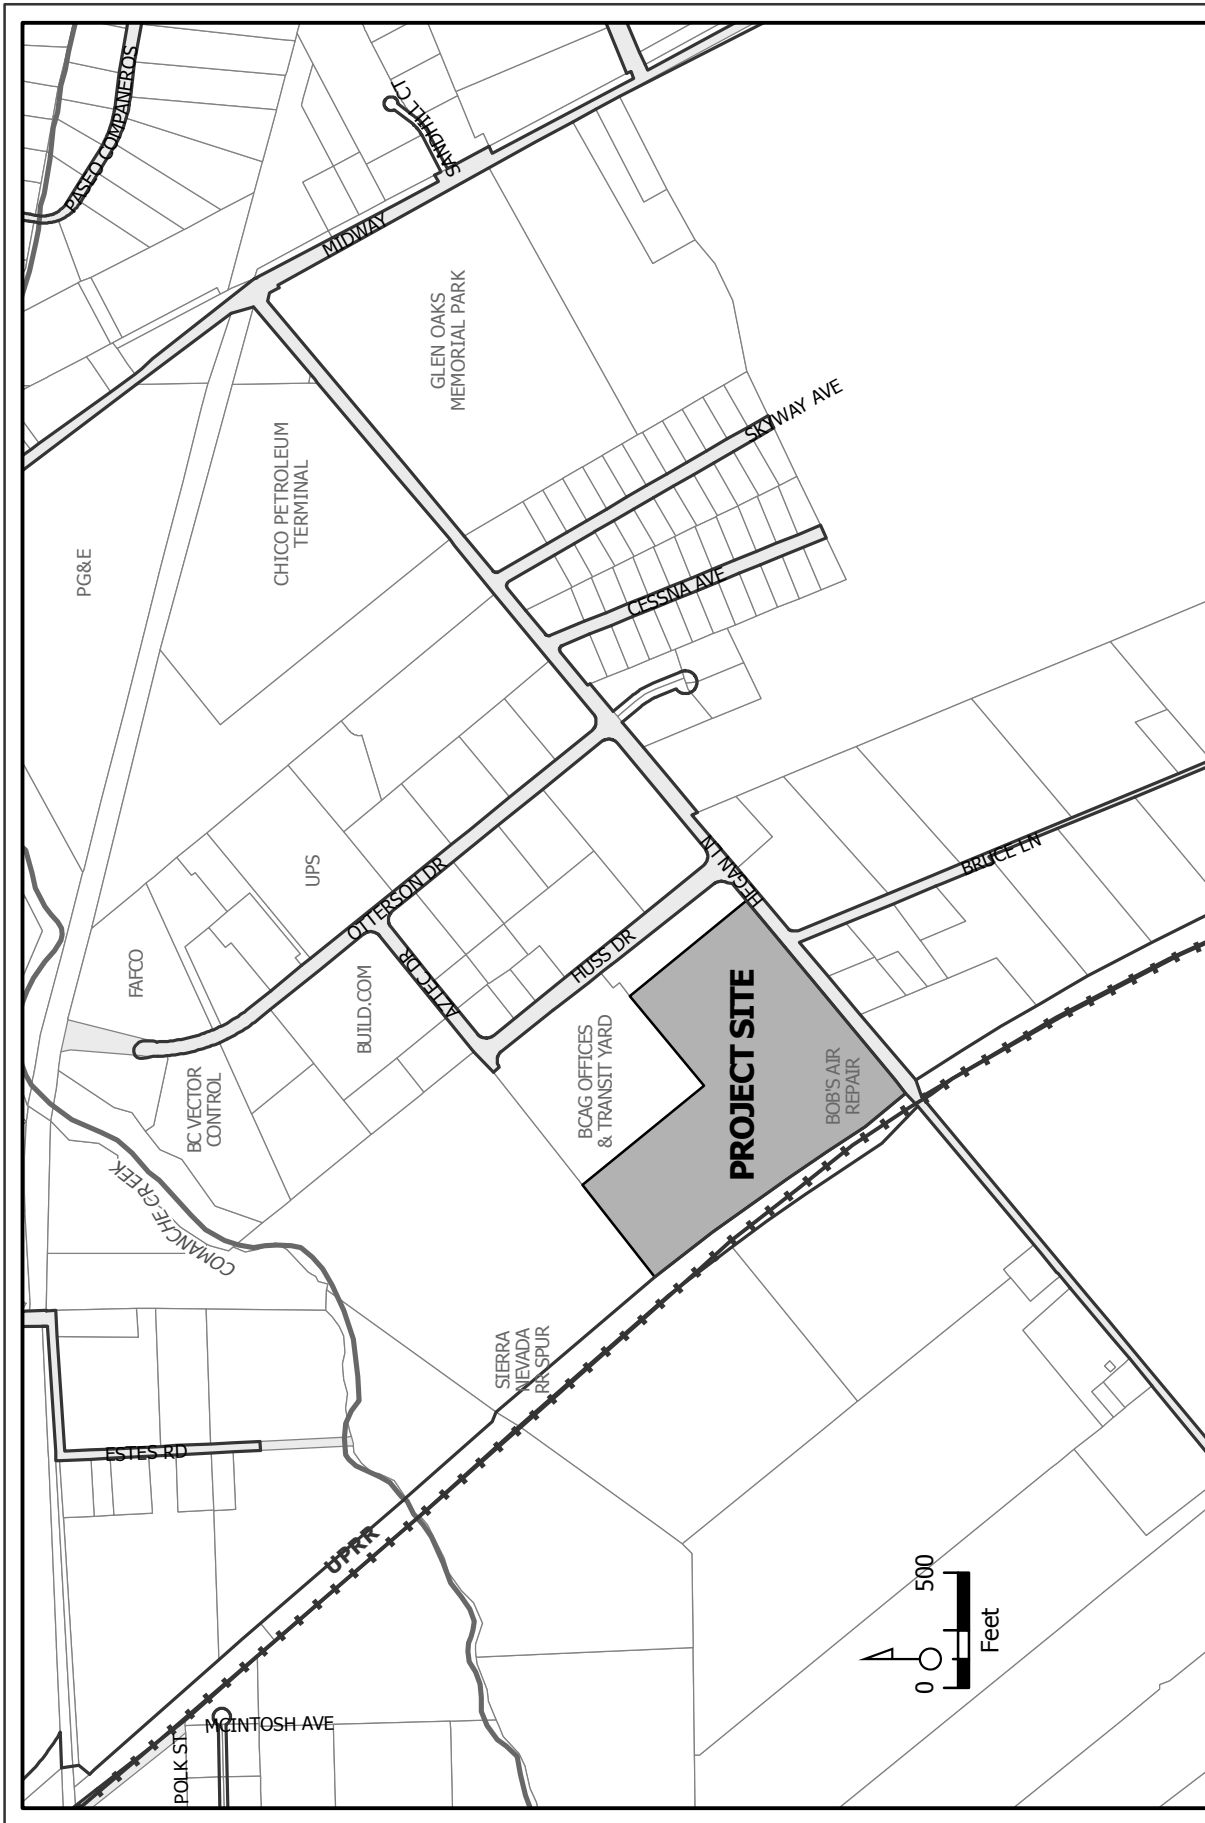 PASEO COMPANEROS
SANDHILL CT
MIDWAY
GLEN OAKS
MEMORIAL PARK
SKYWAY AVE
CHICO PETROLEUM
TERMINAL
PG&E
CESSNA AVE
HEGAN LN
BRUCE LN
UPS
OTTERSON DR
FAFCO
BUILD.COM
AZTEC DR
HUSS DR
BC VECTOR
CONTROL
BCAG OFFICES
& TRANSIT YARD
PROJECT SITE
BOB'S AIR
REPAIR
COMANCHE CREEK
SIERRA
NEVADA
RR SPUR
ESTES RD
UPRR
MCINTOSH AVE
POLK ST
0 500
Feet